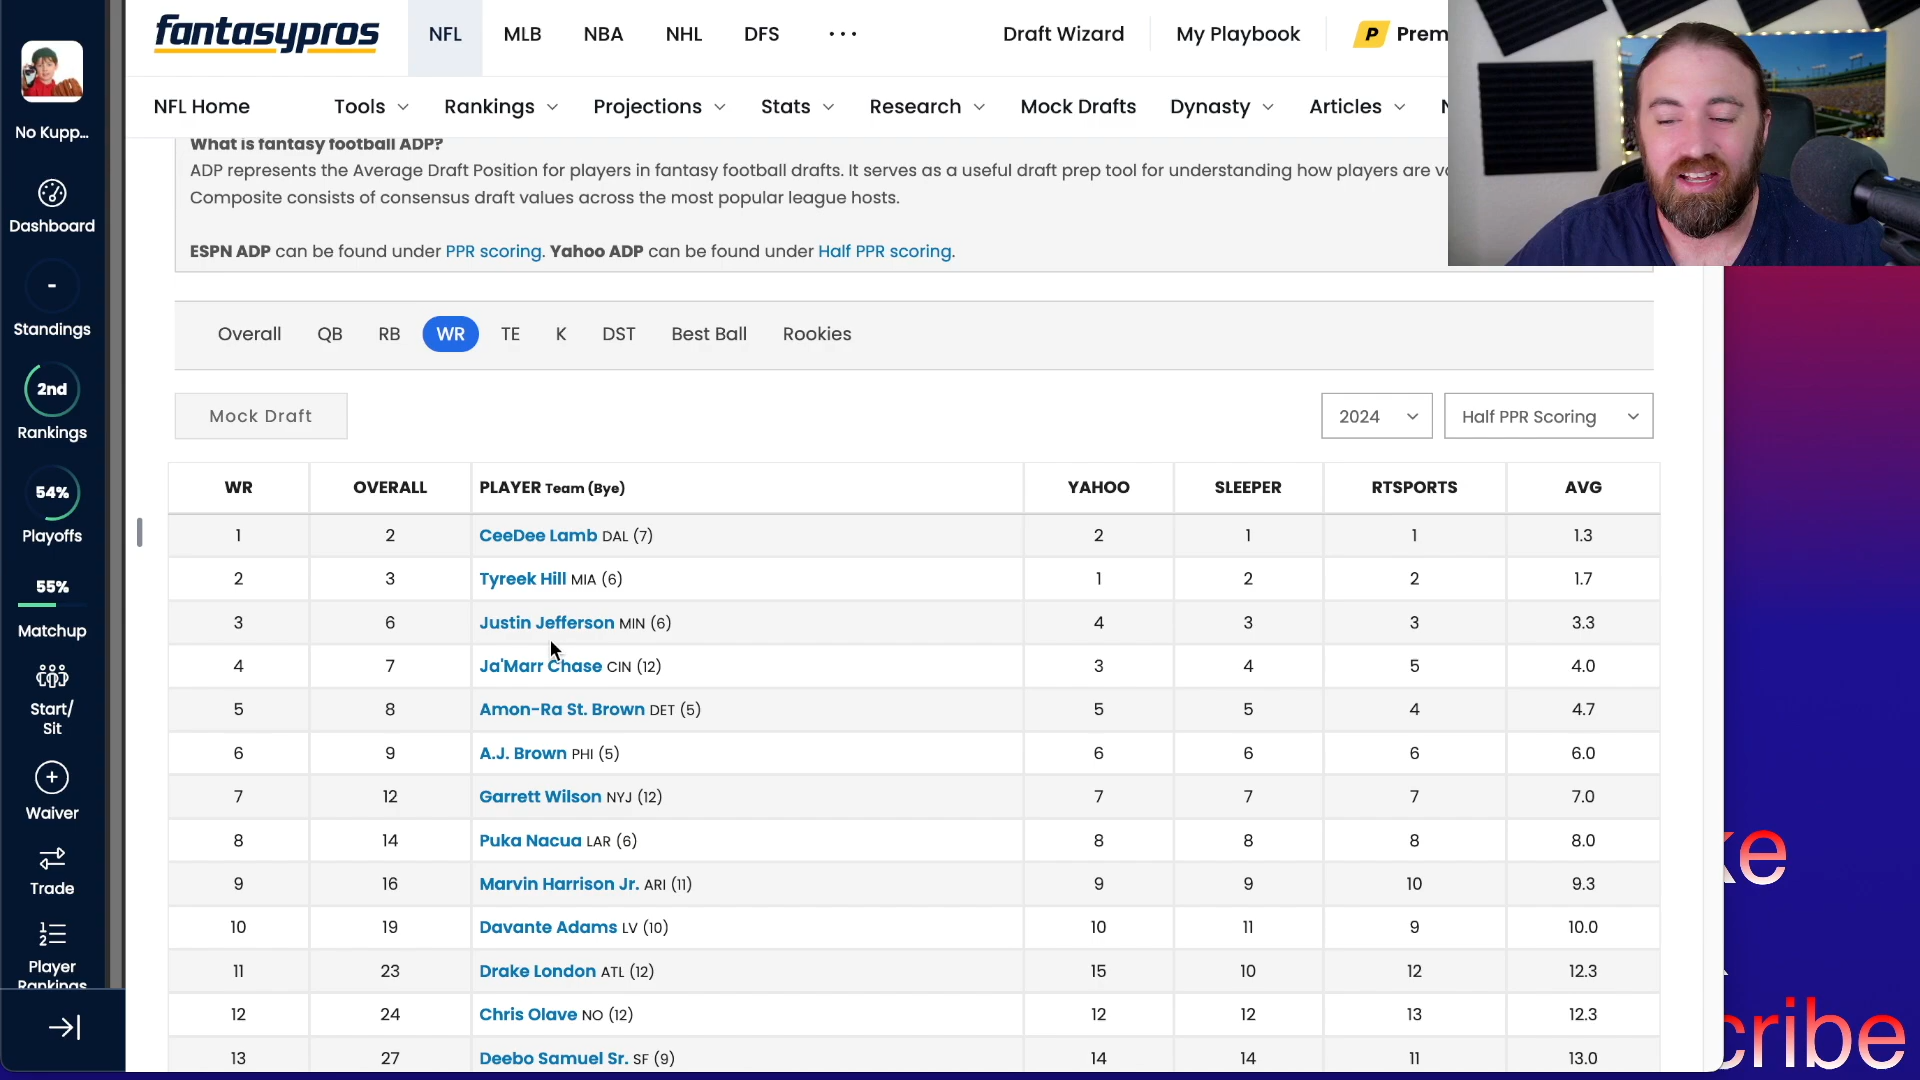 fantasypros
NFL MLB NBA NHL DFS ···
Draft Wizard My Playbook P Prem
No Kupp...
NFL Home Tools Rankings Projections Stats Research Mock Drafts Dynasty Articles
What is fantasy football ADP?
ADP represents the Average Draft Position for players in fantasy football drafts. It serves as a useful draft prep tool for understanding how players are
Composite consists of consensus draft values across the most popular league hosts.
ESPN ADP can be found under PPR scoring. Yahoo ADP can be found under Half PPR scoring.
Dashboard
-
Standings
2nd
Rankings
54%
Playoffs
55%
Matchup
Start/
Sit
Waiver
Trade
Player
Rankings
Overall QB RB WR TE K DST Best Ball Rookies
Mock Draft 2024 Half PPR Scoring
WR OVERALL PLAYER Team (Bye) YAHOO SLEEPER RTSPORTS AVG
1 2 CeeDee Lamb DAL (7) 2 1 1 1.3
2 3 Tyreek Hill MIA (6) 1 2 2 1.7
3 6 Justin Jefferson MIN (6) 4 3 3 3.3
4 7 Ja'Marr Chase CIN (12) 3 4 5 4.0
5 8 Amon-Ra St. Brown DET (5) 5 5 4 4.7
6 9 A.J. Brown PHI (5) 6 6 6 6.0
7 12 Garrett Wilson NYJ (12) 7 7 7 7.0
8 14 Puka Nacua LAR (6) 8 8 8 8.0
9 16 Marvin Harrison Jr. ARI (11) 9 9 10 9.3
10 19 Davante Adams LV (10) 10 11 9 10.0
11 23 Drake London ATL (12) 15 10 12 12.3
12 24 Chris Olave NO (12) 12 12 13 12.3
13 27 Deebo Samuel Sr. SF (9) 14 14 11 13.0
ke
cribe